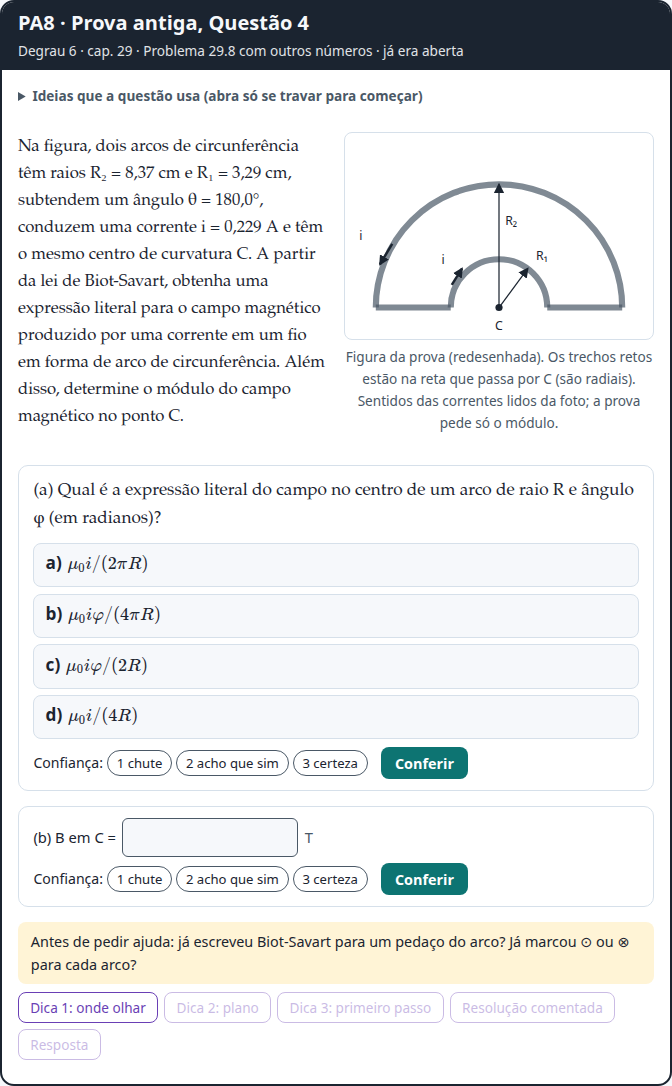 PA8 · Prova antiga, Questão 4
Degrau 6 · cap. 29 · Problema 29.8 com outros números · já era aberta
▶ Ideias que a questão usa (abra só se travar para começar)
Na figura, dois arcos de circunferência
têm raios R₂ = 8,37 cm e R₁ = 3,29 cm,
subtendem um ângulo θ = 180,0°,
conduzem uma corrente i = 0,229 A e têm
o mesmo centro de curvatura C. A partir
da lei de Biot-Savart, obtenha uma
expressão literal para o campo magnético
produzido por uma corrente em um fio
em forma de arco de circunferência. Além
disso, determine o módulo do campo
magnético no ponto C.
R₂
i
i
R₁
C
Figura da prova (redesenhada). Os trechos retos
estão na reta que passa por C (são radiais).
Sentidos das correntes lidos da foto; a prova
pede só o módulo.
(a) Qual é a expressão literal do campo no centro de um arco de raio R e ângulo
φ (em radianos)?
a) μ₀i/(2πR)
b) μ₀iφ/(4πR)
c) μ₀iφ/(2R)
d) μ₀i/(4R)
Confiança: 1 chute 2 acho que sim 3 certeza Conferir
(b) B em C = T
Confiança: 1 chute 2 acho que sim 3 certeza Conferir
Antes de pedir ajuda: já escreveu Biot-Savart para um pedaço do arco? Já marcou ⊙ ou ⊗
para cada arco?
Dica 1: onde olhar Dica 2: plano Dica 3: primeiro passo Resolução comentada
Resposta